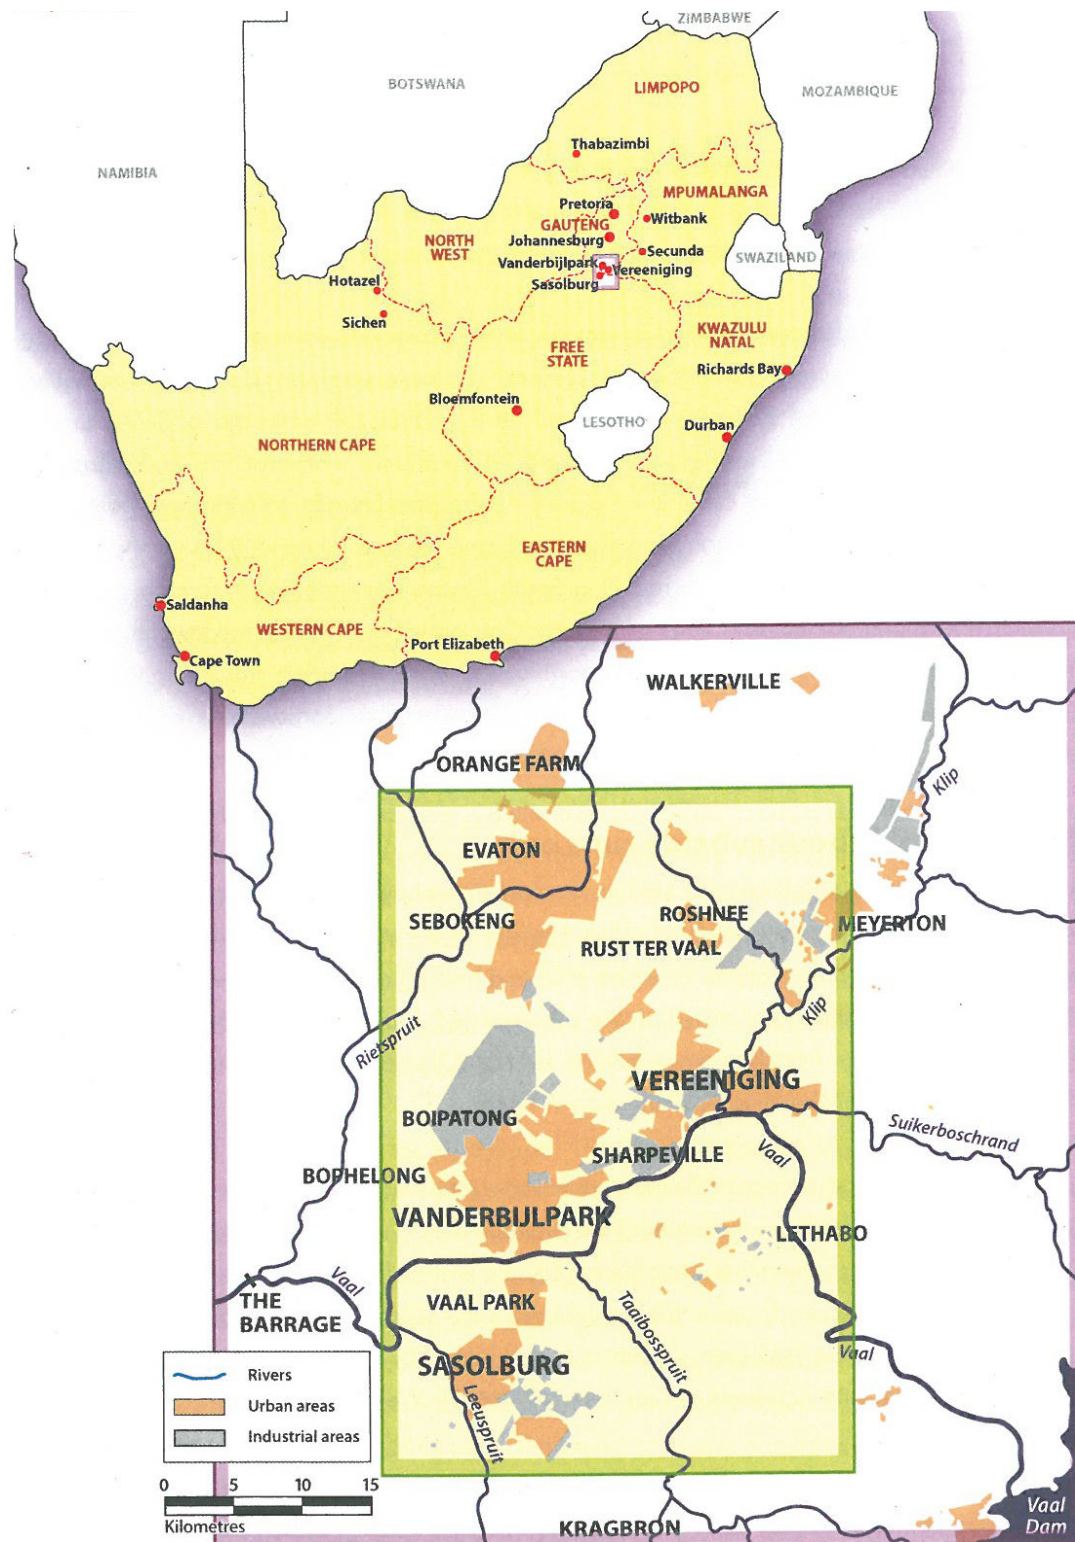 ZIMBABWE
BOTSWANA
LIMPOPO
MOZAMBIQUE
Thabazimbi
NAMIBIA
MPUMALANGA
Pretoria
Witbank
GAUTENG
NORTH
WEST
Johannesburg
Secunda
SWAZILAND
Vanderbijlpark
Vereeniging
Hotazel
Sasolburg
Sichen
KWAZULU
NATAL
FREE
STATE
Richards Bay
Bloemfontein
LESOTHO
Durban
NORTHERN CAPE
EASTERN
CAPE
Saldanha
WESTERN CAPE
Port Elizabeth
Cape Town
WALKERVILLE
ORANGE FARM
Klip
EVATON
SEBOKENG
ROSHNEE
MEYERTON
RUST TER VAAL
Klip
Rietspruit
VEREENIGING
BOIPATONG
Suikerboschrand
SHARPEVILLE
Vaal
BOPHELONG
VANDERBIJLPARK
LETHABO
Vaal
THE
BARRAGE
VAAL PARK
Taaibosspruit
Vaal
SASOLBURG
Leeuspruit
Rivers
Urban areas
Industrial areas
0 5 10 15
Kilometres
KRAGBRON
Vaal
Dam